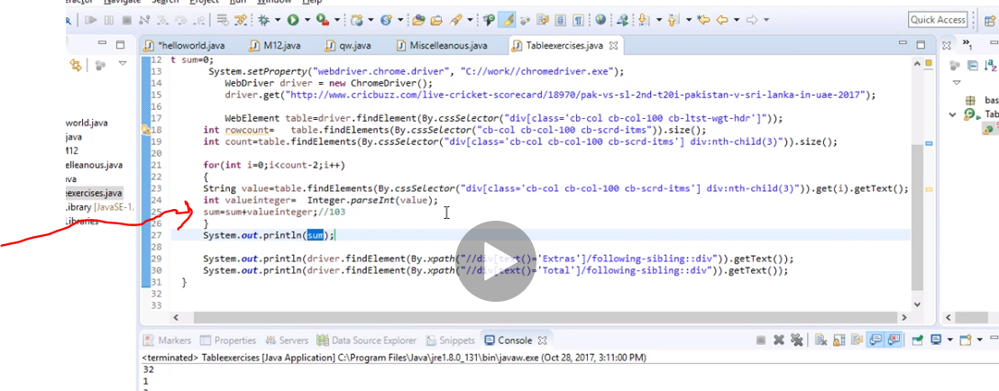 Navigate Search Project Run Window Help
Quick Access
*helloworld.java M12.java qw.java Miscelleanous.java Tableexercises.java
12 t sum=0;
13 System.setProperty("webdriver.chrome.driver", "C://work//chromedriver.exe");
14 WebDriver driver = new ChromeDriver();
15 driver.get("http://www.cricbuzz.com/live-cricket-scorecard/18970/pak-vs-sl-2nd-t20i-pakistan-v-sri-lanka-in-uae-2017");
16
17 WebElement table=driver.findElement(By.cssSelector("div[class='cb-col cb-col-100 cb-ltst-wgt-hdr']"));
18 int rowcount= table.findElements(By.cssSelector("cb-col cb-col-100 cb-scrd-itms")).size();
19 int count=table.findElements(By.cssSelector("div[class='cb-col cb-col-100 cb-scrd-itms'] div:nth-child(3)")).size();
20
21 for(int i=0;i<count-2;i++)
22 {
23 String value=table.findElements(By.cssSelector("div[class='cb-col cb-col-100 cb-scrd-itms'] div:nth-child(3)")).get(i).getText();
24 int valueinteger= Integer.parseInt(value);
25 sum=sum+valueinteger;//103
26 }
27 System.out.println(sum);
28
29 System.out.println(driver.findElement(By.xpath("//div[text()='Extras']/following-sibling::div")).getText());
30 System.out.println(driver.findElement(By.xpath("//div[text()='Total']/following-sibling::div")).getText());
31 }
32
33
world.java
java
M12
elleanous.java
ava
eexercises.java
Library [JavaSE-1.
Libraries
bas
Tab
Markers Properties Servers Data Source Explorer Snippets Console
<terminated> Tableexercises [Java Application] C:\Program Files\Java\jre1.8.0_131\bin\javaw.exe (Oct 28, 2017, 3:11:00 PM)
32
1